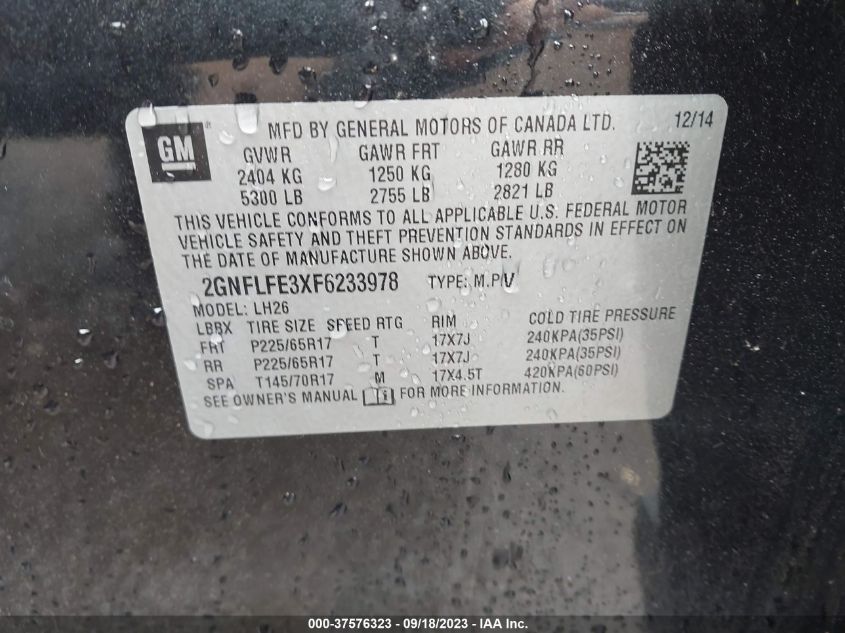 GM ® MFD BY GENERAL MOTORS OF CANADA LTD. 12/14
GVWR GAWR FRT GAWR RR
2404 KG 1250 KG 1280 KG
5300 LB 2755 LB 2821 LB
THIS VEHICLE CONFORMS TO ALL APPLICABLE U.S. FEDERAL MOTOR
VEHICLE SAFETY AND THEFT PREVENTION STANDARDS IN EFFECT ON
THE DATE OF MANUFACTURE SHOWN ABOVE.
2GNFLFE3XF6233978 TYPE: M.P.V
MODEL: LH26
LBBX TIRE SIZE SPEED RTG RIM COLD TIRE PRESSURE
FRT P225/65R17 T 17X7J 240KPA(35PSI)
RR P225/65R17 T 17X7J 240KPA(35PSI)
SPA T145/70R17 M 17X4.5T 420KPA(60PSI)
SEE OWNER'S MANUAL i FOR MORE INFORMATION.
000-37576323 - 09/18/2023 - IAA Inc.